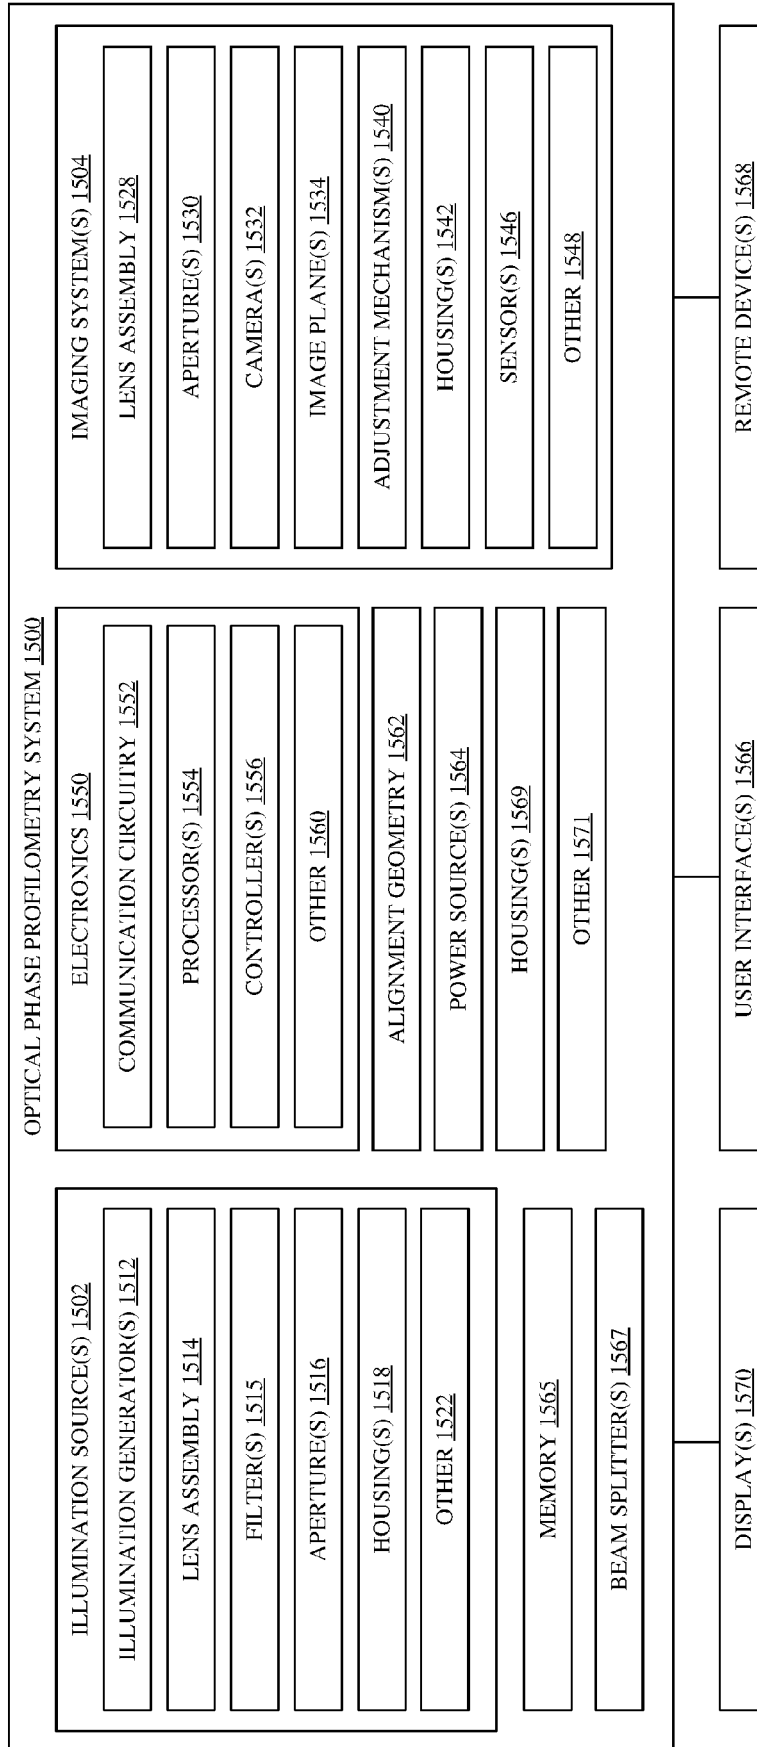 OPTICAL PHASE PROFILOMETRY SYSTEM 1500
ILLUMINATION SOURCE(S) 1502
ILLUMINATION GENERATOR(S) 1512
LENS ASSEMBLY 1514
FILTER(S) 1515
APERTURE(S) 1516
HOUSING(S) 1518
OTHER 1522
MEMORY 1565
BEAM SPLITTER(S) 1567
ELECTRONICS 1550
COMMUNICATION CIRCUITRY 1552
PROCESSOR(S) 1554
CONTROLLER(S) 1556
OTHER 1560
ALIGNMENT GEOMETRY 1562
POWER SOURCE(S) 1564
HOUSING(S) 1569
OTHER 1571
IMAGING SYSTEM(S) 1504
LENS ASSEMBLY 1528
APERTURE(S) 1530
CAMERA(S) 1532
IMAGE PLANE(S) 1534
ADJUSTMENT MECHANISM(S) 1540
HOUSING(S) 1542
SENSOR(S) 1546
OTHER 1548
DISPLAY(S) 1570
USER INTERFACE(S) 1566
REMOTE DEVICE(S) 1568